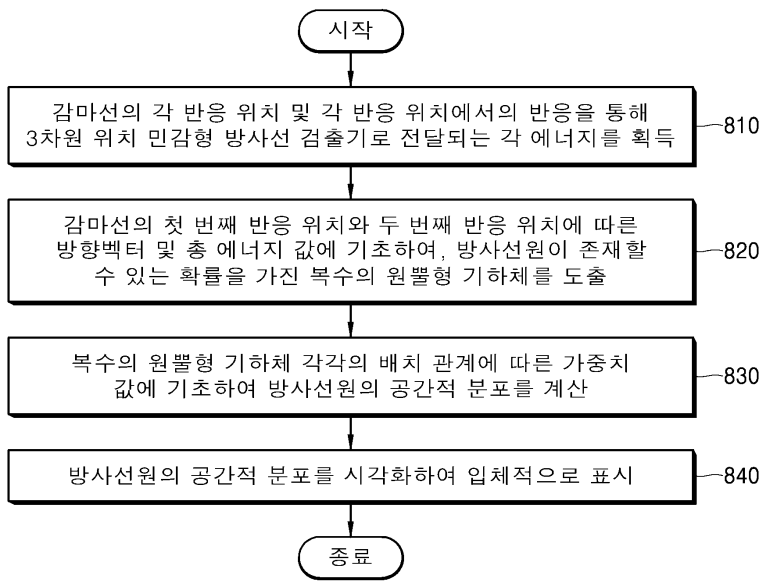 시작
감마선의 각 반응 위치 및 각 반응 위치에서의 반응을 통해
3차원 위치 민감형 방사선 검출기로 전달되는 각 에너지를 획득
810
감마선의 첫 번째 반응 위치와 두 번째 반응 위치에 따른
방향벡터 및 총 에너지 값에 기초하여, 방사선원이 존재할
수 있는 확률을 가진 복수의 원뿔형 기하체를 도출
820
복수의 원뿔형 기하체 각각의 배치 관계에 따른 가중치
값에 기초하여 방사선원의 공간적 분포를 계산
830
방사선원의 공간적 분포를 시각화하여 입체적으로 표시
840
종료